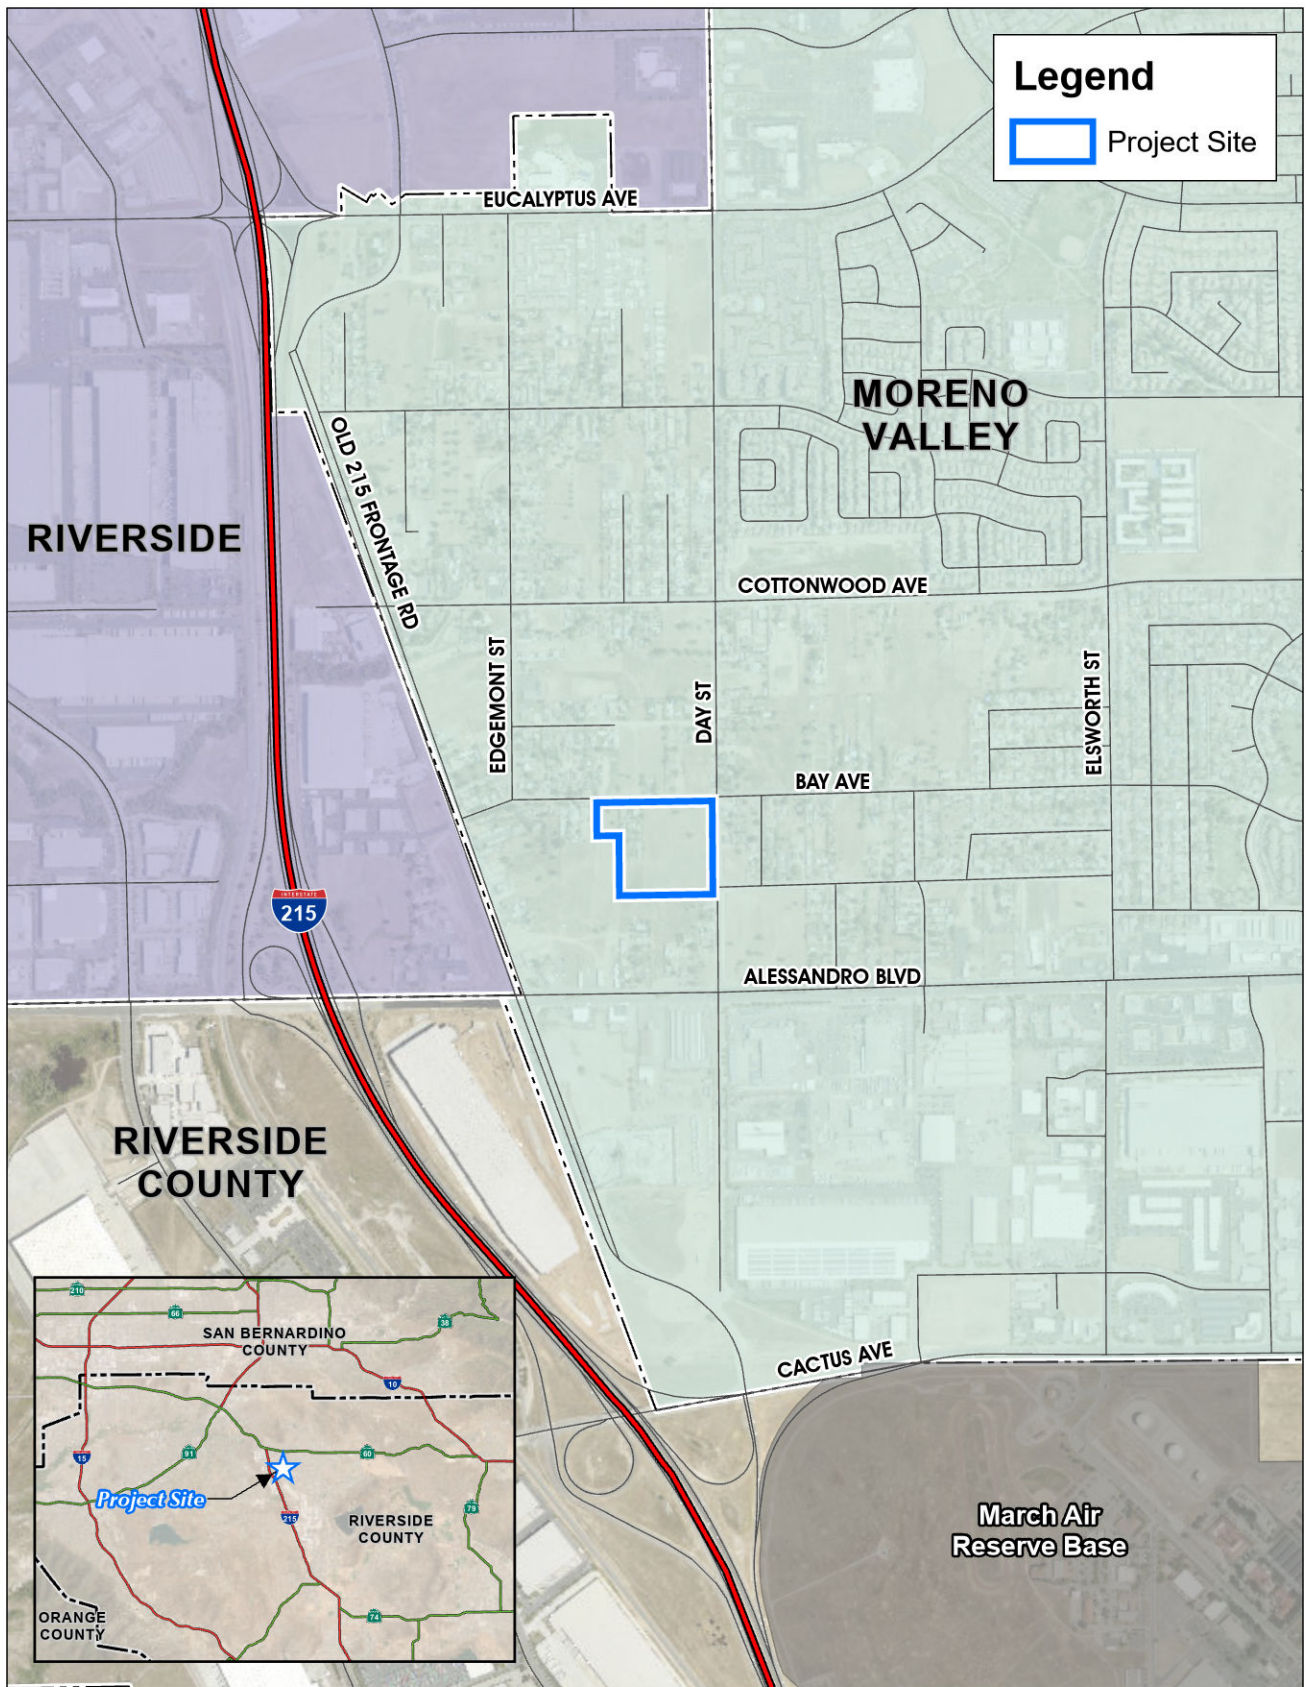 Legend
Project Site
EUCALYPTUS AVE
MORENO
VALLEY
OLD 215 FRONTAGE RD
RIVERSIDE
COTTONWOOD AVE
EDGEMONT ST
DAY ST
ELSWORTH ST
BAY AVE
INTERSTATE
215
ALESSANDRO BLVD
RIVERSIDE
COUNTY
CACTUS AVE
March Air
Reserve Base
210
66
38
SAN BERNARDINO
COUNTY
10
15
91
60
Project Site
215
79
RIVERSIDE
COUNTY
74
ORANGE
COUNTY